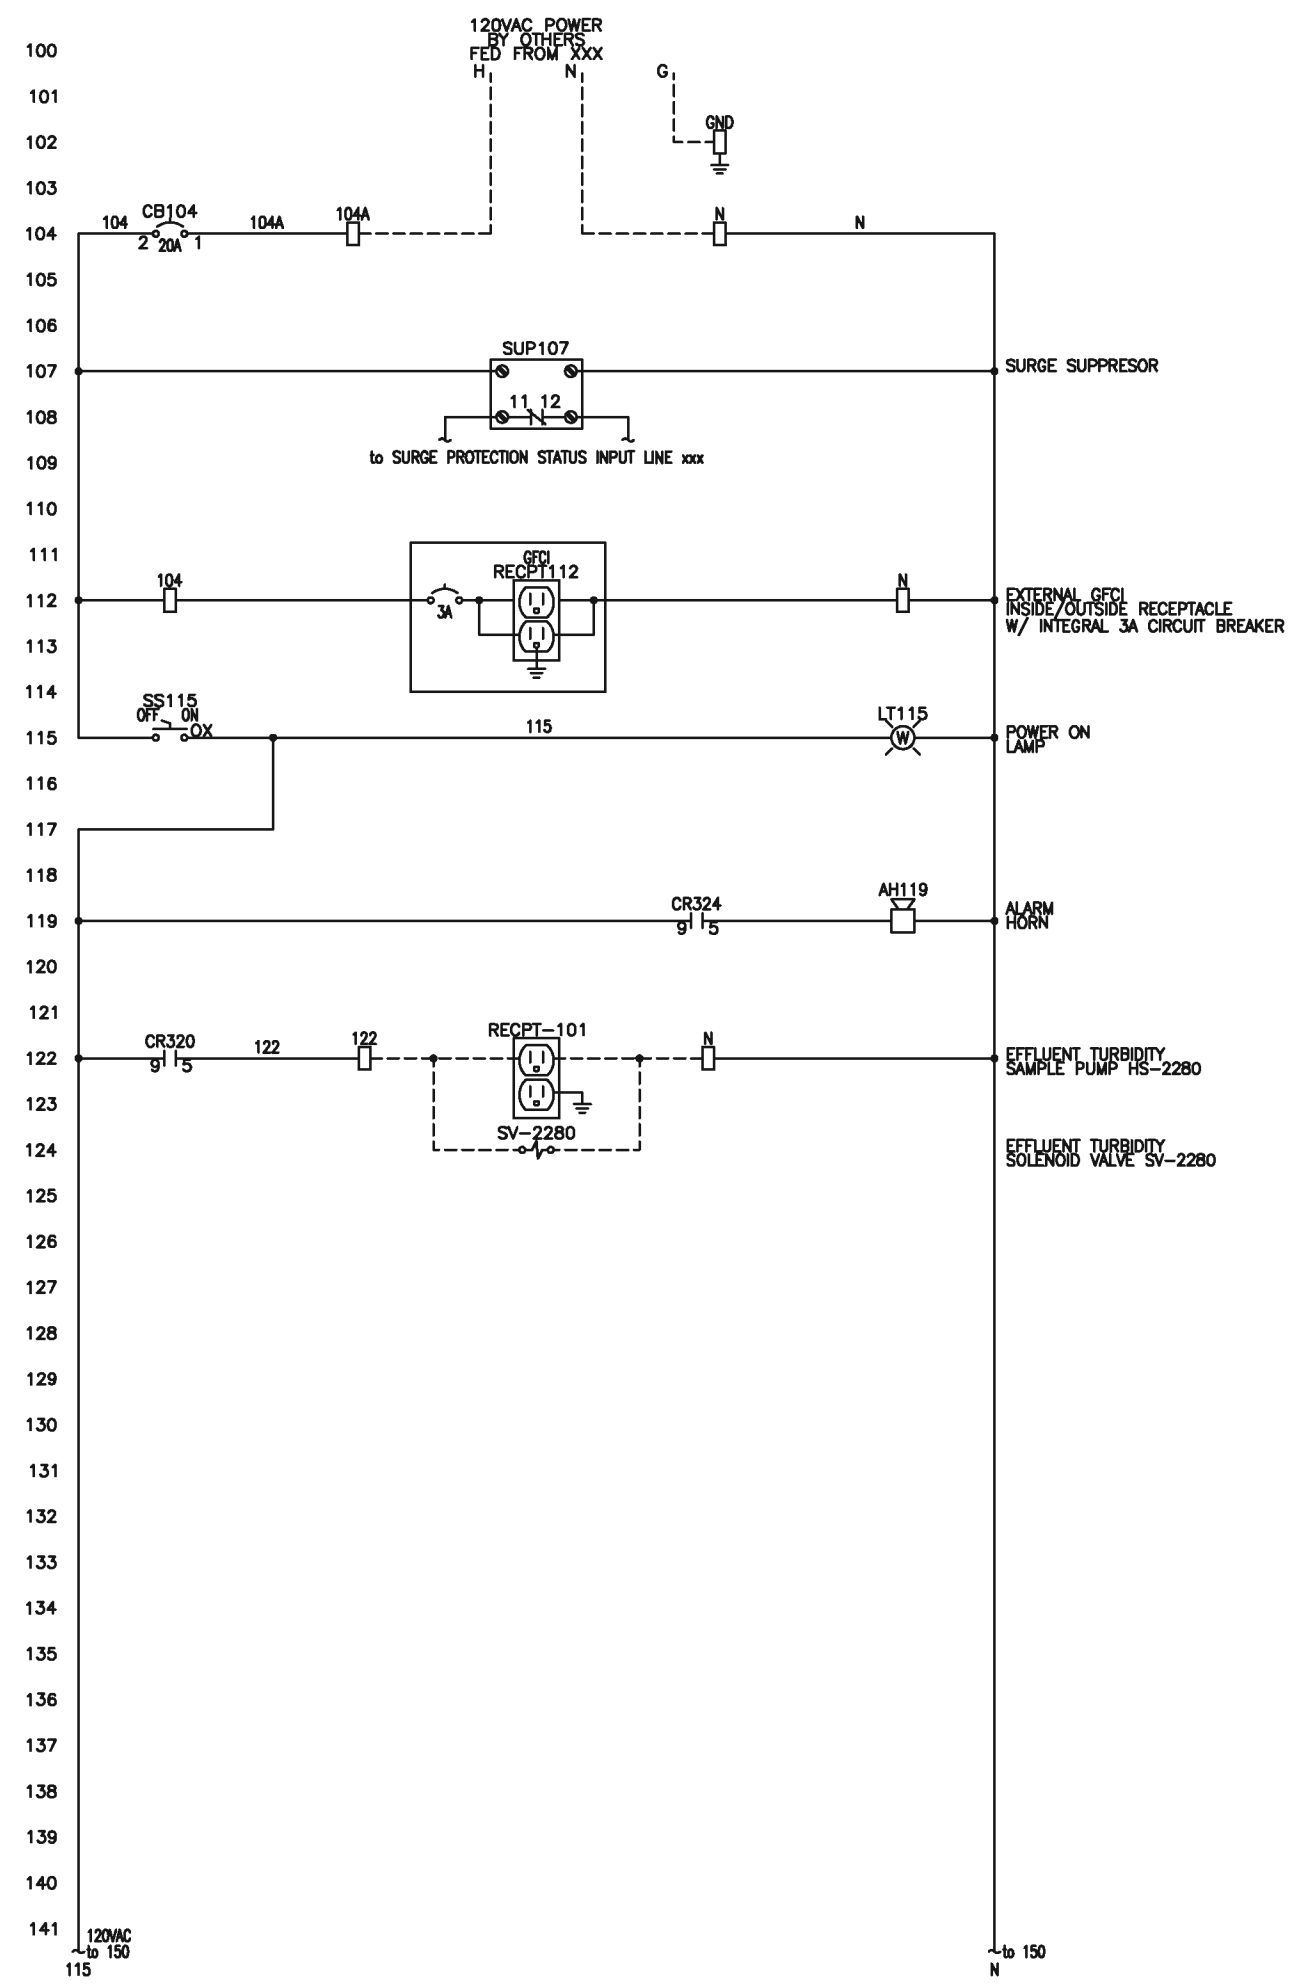 120VAC POWER
BY OTHERS
FED FROM XXX
100
H N G
101
GND
102
103
CB104
104 104A 104A N N
104
2 20A 1
105
106
SUP107
107 SURGE SUPPRESOR
11 12
108
to SURGE PROTECTION STATUS INPUT LINE xxx
109
110
111
GFCI
RECPT112
104 N
112 EXTERNAL GFCI
INSIDE/OUTSIDE RECEPTACLE
W/ INTEGRAL 3A CIRCUIT BREAKER
3A
113
114
SS115
OFF ON
OX
115 LT115
W
115 POWER ON
LAMP
116
117
118
CR324 AH119
119 ALARM
HORN
9 5
120
121
RECPT-101
CR320 122 122 N
122 EFFLUENT TURBIDITY
SAMPLE PUMP HS-2280
9 5
123
SV-2280
124 EFFLUENT TURBIDITY
SOLENOID VALVE SV-2280
125
126
127
128
129
130
131
132
133
134
135
136
137
138
139
140
141
120VAC
to 150 to 150
115 N